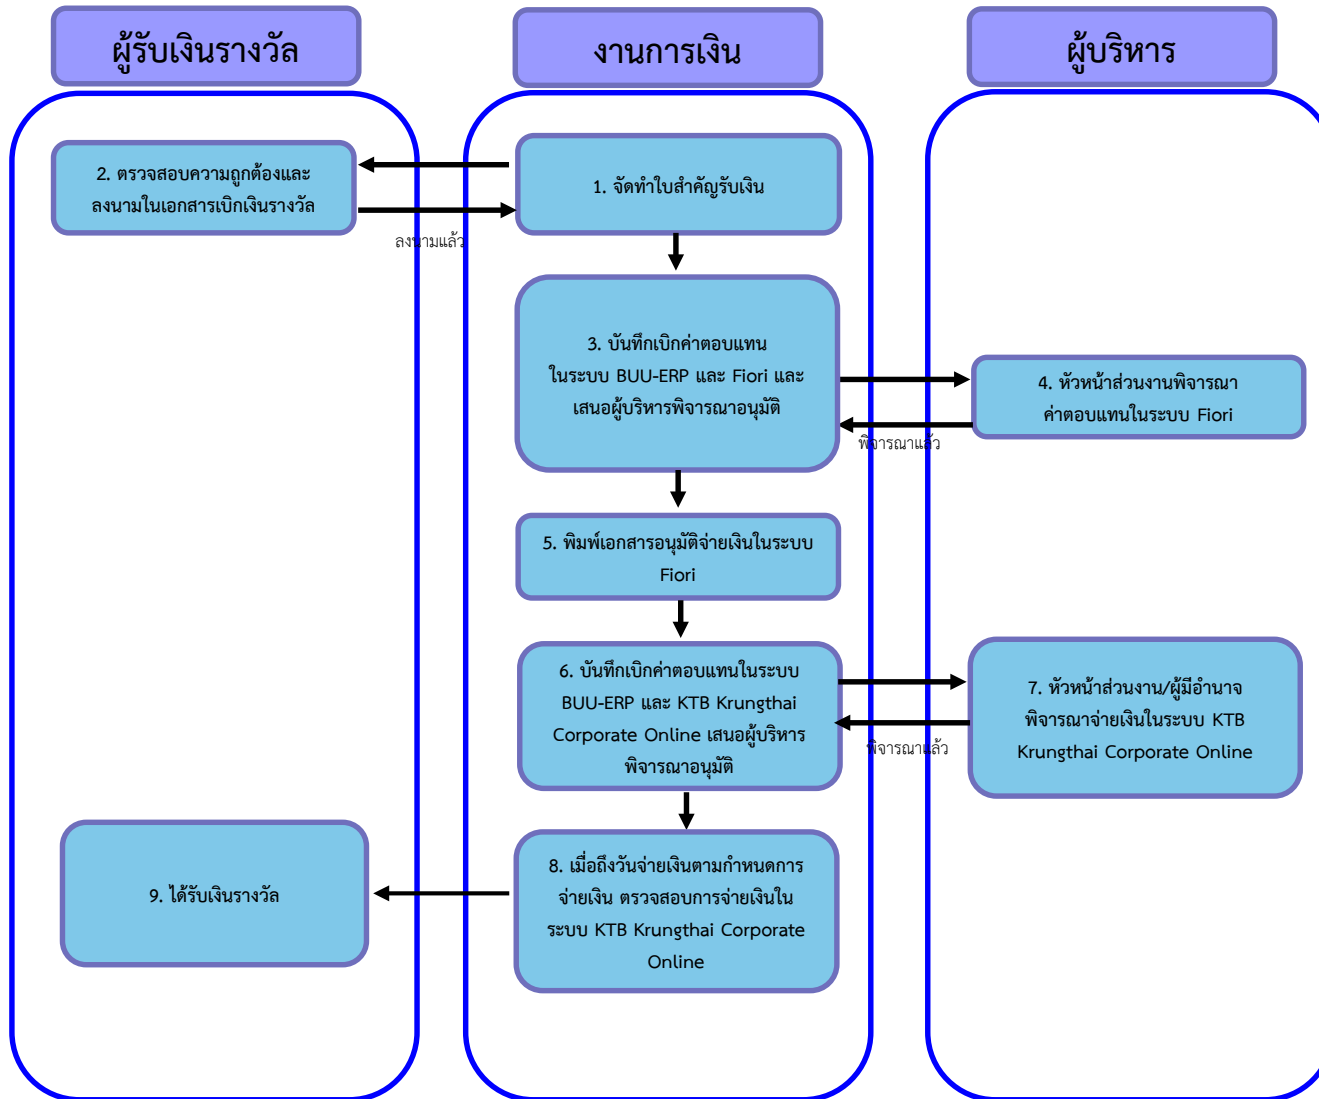 ผู้รับเงินรางวัล
งานการเงิน
ผู้บริหาร
1. จัดทำใบสำคัญรับเงิน
2. ตรวจสอบความถูกต้องและ
ลงนามในเอกสารเบิกเงินรางวัล
ลงนามแล้ว
3. บันทึกเบิกค่าตอบแทน
ในระบบ BUU-ERP และ Fiori และ
เสนอผู้บริหารพิจารณาอนุมัติ
4. หัวหน้าส่วนงานพิจารณา
ค่าตอบแทนในระบบ Fiori
พิจารณาแล้ว
5. พิมพ์เอกสารอนุมัติจ่ายเงินในระบบ
Fiori
6. บันทึกเบิกค่าตอบแทนในระบบ
BUU-ERP และ KTB Krungthai
Corporate Online เสนอผู้บริหาร
พิจารณาอนุมัติ
7. หัวหน้าส่วนงาน/ผู้มีอำนาจ
พิจารณาจ่ายเงินในระบบ KTB
Krungthai Corporate Online
พิจารณาแล้ว
8. เมื่อถึงวันจ่ายเงินตามกำหนดการ
จ่ายเงิน ตรวจสอบการจ่ายเงินใน
ระบบ KTB Krungthai Corporate
Online
9. ได้รับเงินรางวัล